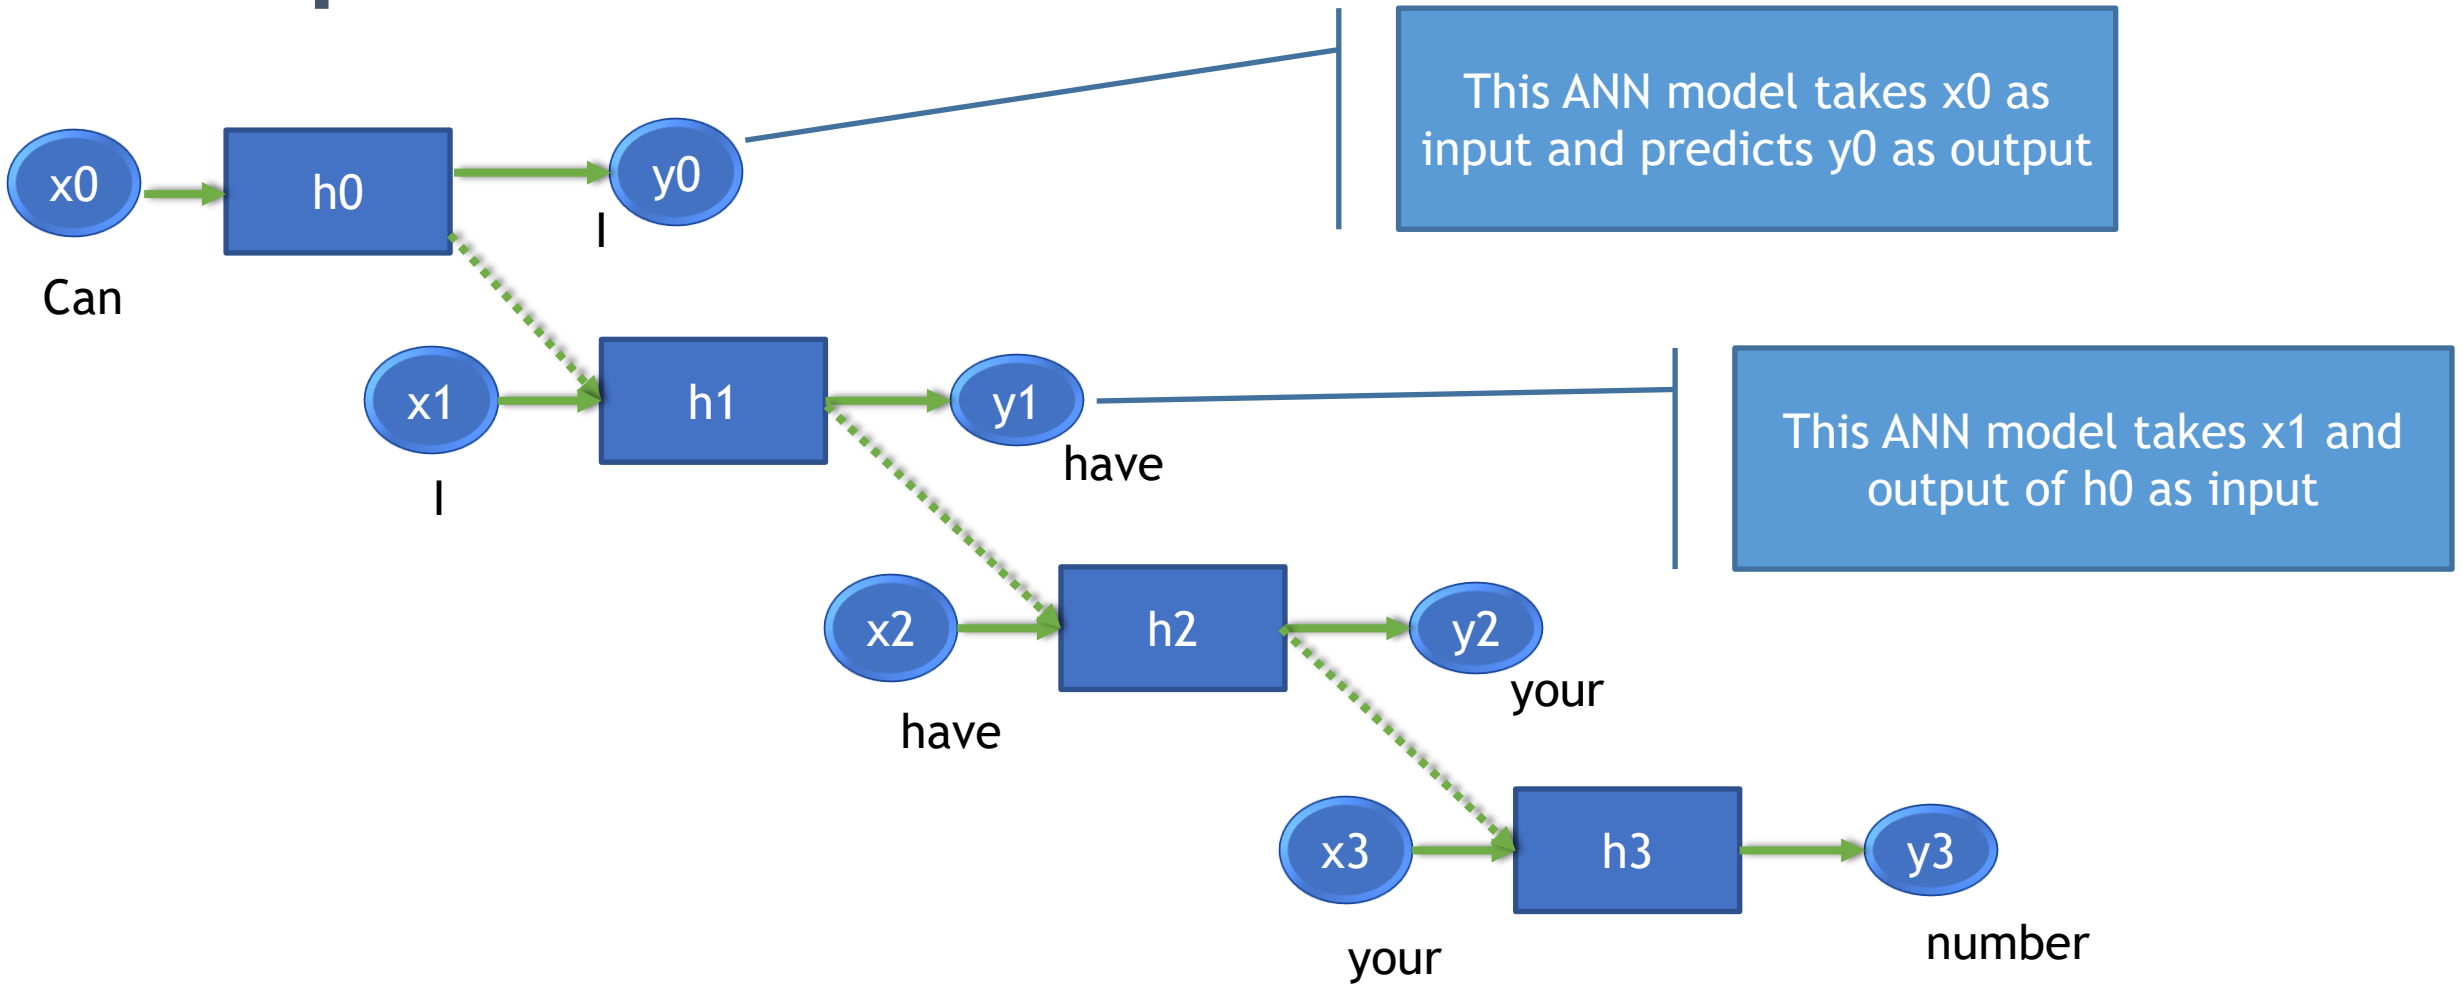 This ANN model takes x0 as
input and predicts y0 as output
x0
h0
y0
I
Can
x1
h1
y1
have
I
This ANN model takes x1 and
output of h0 as input
x2
h2
y2
your
have
x3
h3
y3
number
your